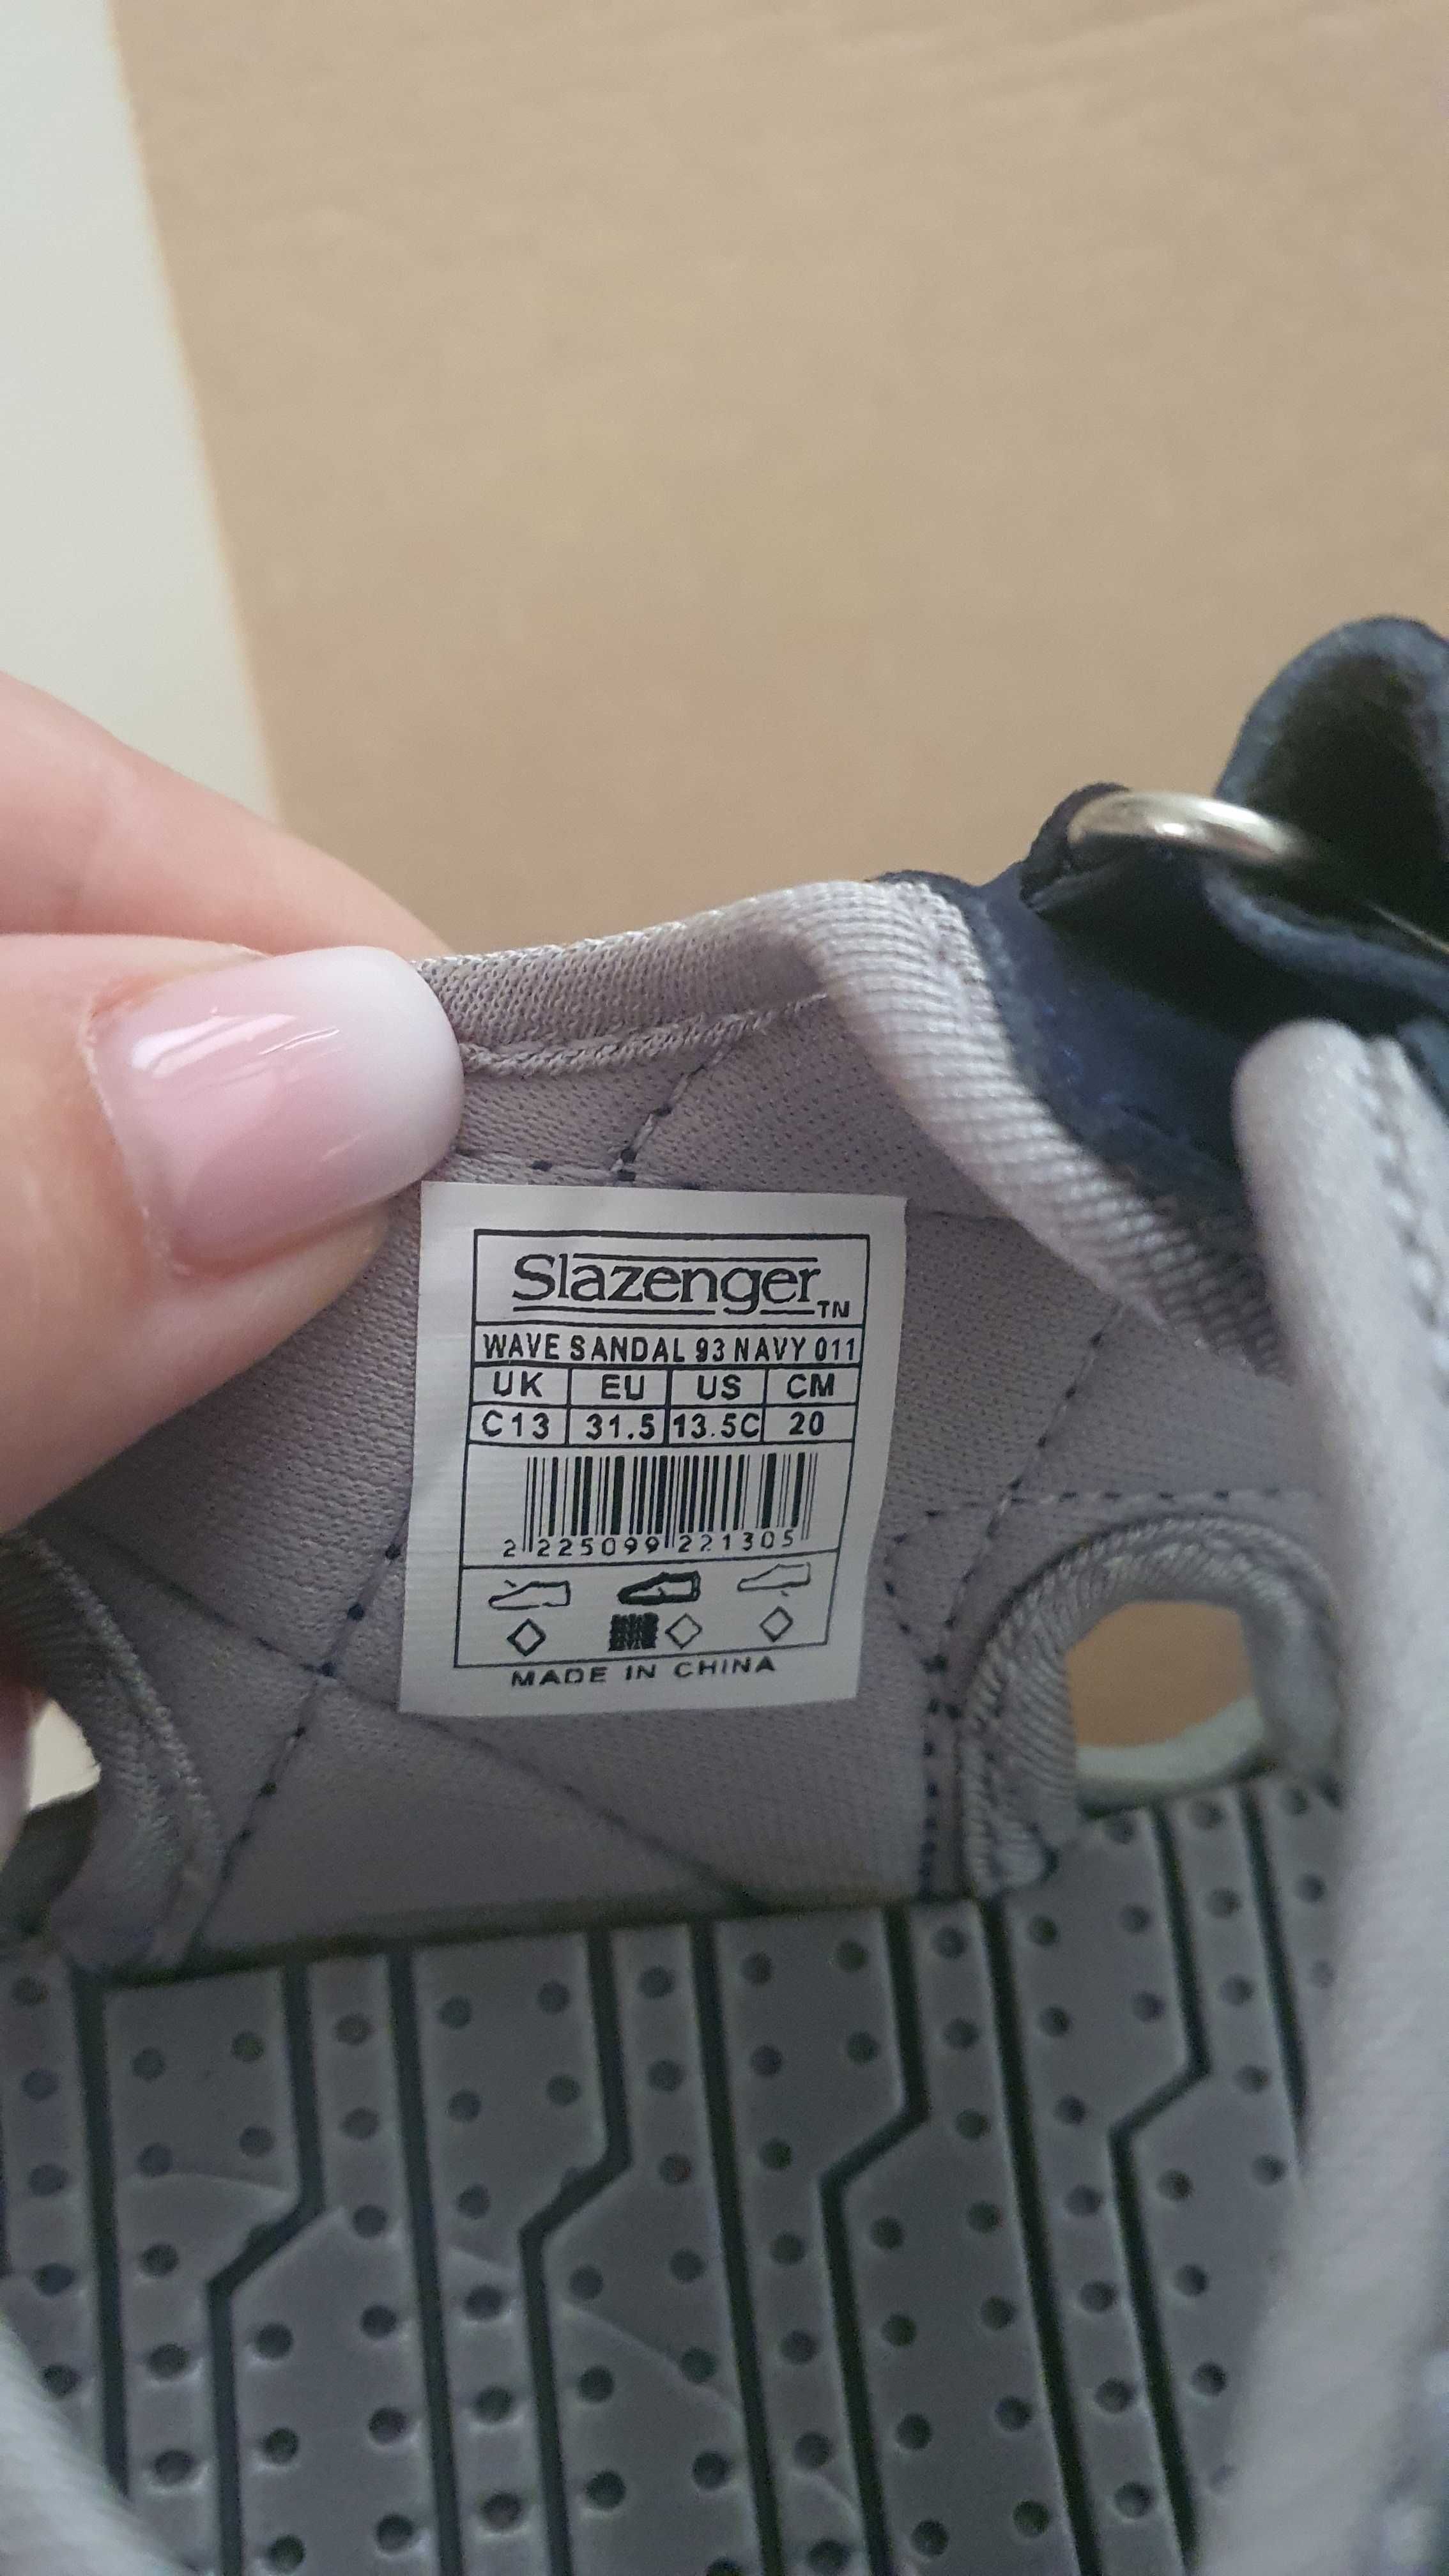 Slazenger TN
WAVE SANDAL 93 NAVY 011
UK EU US CM
C13 31.5 13.5C 20
2 225099 221305
MADE IN CHINA